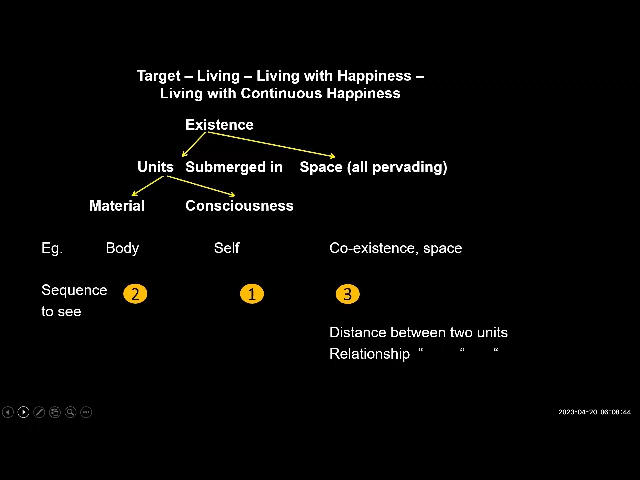 Target – Living – Living with Happiness –
Living with Continuous Happiness
Existence
Units Submerged in Space (all pervading)
Material Consciousness
Eg. Body Self Co-existence, space
Sequence 2 1 3
to see
Distance between two units
Relationship “ “ “
2023-04-20 06:08:44